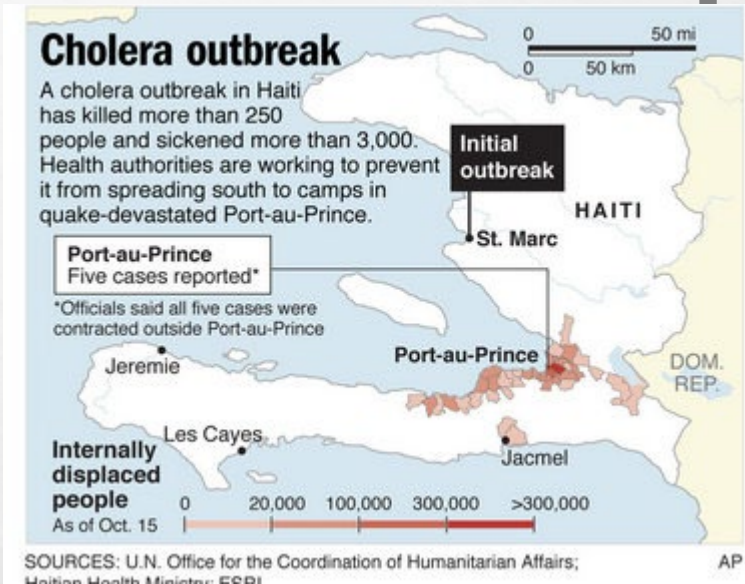 Cholera outbreak
A cholera outbreak in Haiti
has killed more than 250
people and sickened more than 3,000.
Health authorities are working to prevent
it from spreading south to camps in
quake-devastated Port-au-Prince.
0 50 mi
0 50 km
Initial
outbreak
HAITI
St. Marc
Port-au-Prince
Five cases reported*
*Officials said all five cases were
contracted outside Port-au-Prince
Port-au-Prince
DOM.
REP.
Jeremie
Les Cayes
Jacmel
Internally
displaced
people
As of Oct. 15
0 20,000 100,000 300,000 >300,000
SOURCES: U.N. Office for the Coordination of Humanitarian Affairs; AP
Haitian Health Ministry; ESRI